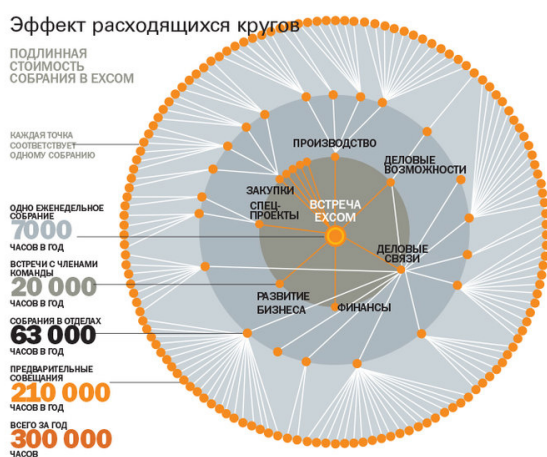 Эффект расходящихся кругов
ПОДЛИННАЯ
СТОИМОСТЬ
СОБРАНИЯ В EXCOM
КАЖДАЯ ТОЧКА
СООТВЕТСТВУЕТ
ОДНОМУ СОБРАНИЮ
ОДНО ЕЖЕНЕДЕЛЬНОЕ
СОБРАНИЕ
7000
ЧАСОВ В ГОД
ВСТРЕЧИ С ЧЛЕНАМИ
КОМАНДЫ
20 000
ЧАСОВ В ГОД
СОБРАНИЯ В ОТДЕЛАХ
63 000
ЧАСОВ В ГОД
ПРЕДВАРИТЕЛЬНЫЕ
СОВЕЩАНИЯ
210 000
ЧАСОВ В ГОД
ВСЕГО ЗА ГОД
300 000
ЧАСОВ
ПРОИЗВОДСТВО
ДЕЛОВЫЕ
ВОЗМОЖНОСТИ
ЗАКУПКИ
СПЕЦ-
ПРОЕКТЫ
ВСТРЕЧА
EXCOM
ДЕЛОВЫЕ
СВЯЗИ
РАЗВИТИЕ
БИЗНЕСА
ФИНАНСЫ